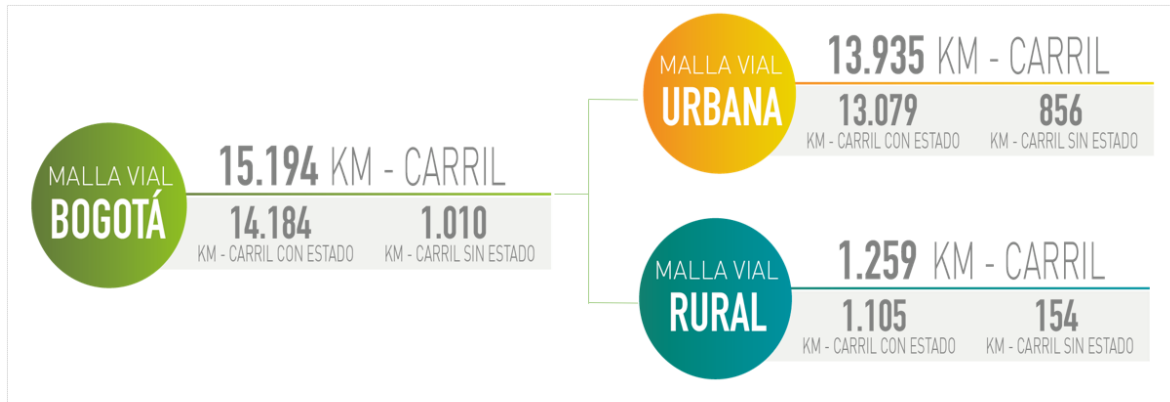 MALLA VIAL
BOGOTÁ
15.194 KM - CARRIL
14.184
KM - CARRIL CON ESTADO
1.010
KM - CARRIL SIN ESTADO
MALLA VIAL
URBANA
13.935 KM - CARRIL
13.079
KM - CARRIL CON ESTADO
856
KM - CARRIL SIN ESTADO
MALLA VIAL
RURAL
1.259 KM - CARRIL
1.105
KM - CARRIL CON ESTADO
154
KM - CARRIL SIN ESTADO